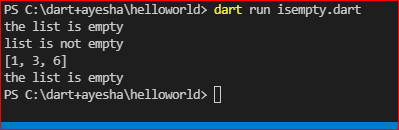 PS C:\dart+ayesha\helloworld> dart run isempty.dart
the list is empty
list is not empty
[1, 3, 6]
the list is empty
PS C:\dart+ayesha\helloworld>